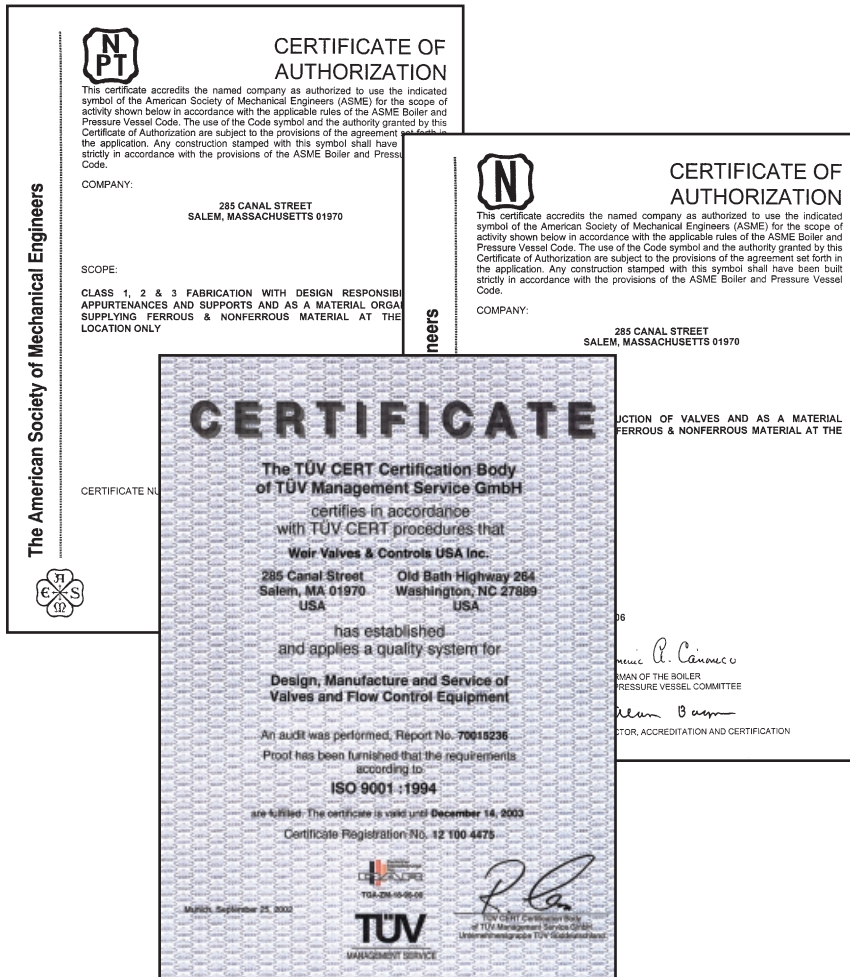 N
PT
CERTIFICATE OF
AUTHORIZATION
This certificate accredits the named company as authorized to use the indicated
symbol of the American Society of Mechanical Engineers (ASME) for the scope of
activity shown below in accordance with the applicable rules of the ASME Boiler and
Pressure Vessel Code. The use of the Code symbol and the authority granted by this
Certificate of Authorization are subject to the provisions of the agreement set forth in
the application. Any construction stamped with this symbol shall have
strictly in accordance with the provisions of the ASME Boiler and Pressu
Code.
COMPANY:
285 CANAL STREET
SALEM, MASSACHUSETTS 01970
SCOPE:
CLASS 1, 2 & 3 FABRICATION WITH DESIGN RESPONSIBI
APPURTENANCES AND SUPPORTS AND AS A MATERIAL ORGA
SUPPLYING FERROUS & NONFERROUS MATERIAL AT THE
LOCATION ONLY
CERTIFICATE NU
The American Society of Mechanical Engineers
A
E S
M
N
CERTIFICATE OF
AUTHORIZATION
This certificate accredits the named company as authorized to use the indicated
symbol of the American Society of Mechanical Engineers (ASME) for the scope of
activity shown below in accordance with the applicable rules of the ASME Boiler and
Pressure Vessel Code. The use of the Code symbol and the authority granted by this
Certificate of Authorization are subject to the provisions of the agreement set forth in
the application. Any construction stamped with this symbol shall have been built
strictly in accordance with the provisions of the ASME Boiler and Pressure Vessel
Code.
COMPANY:
285 CANAL STREET
SALEM, MASSACHUSETTS 01970
neers
UCTION OF VALVES AND AS A MATERIAL
FERROUS & NONFERROUS MATERIAL AT THE
06
A. Canonico
RMAN OF THE BOILER
PRESSURE VESSEL COMMITTEE
CTOR, ACCREDITATION AND CERTIFICATION
CERTIFICATE
The TÜV CERT Certification Body
of TÜV Management Service GmbH
certifies in accordance
with TÜV CERT procedures that
Weir Valves & Controls USA Inc.
285 Canal Street Old Bath Highway 264
Salem, MA 01970 Washington, NC 27889
USA USA
has established
and applies a quality system for
Design, Manufacture and Service of
Valves and Flow Control Equipment
An audit was performed, Report No. 70015236
Proof has been furnished that the requirements
according to
ISO 9001 :1994
are fulfilled. The certificate is valid until December 14, 2003
Certificate Registration No. 12 100 4475
Munich, September 25, 2002
TÜV
MANAGEMENT SERVICE
TÜV CERT Certification Body
of TÜV Management Service GmbH
Unternehmensgruppe TÜV Süddeutschland